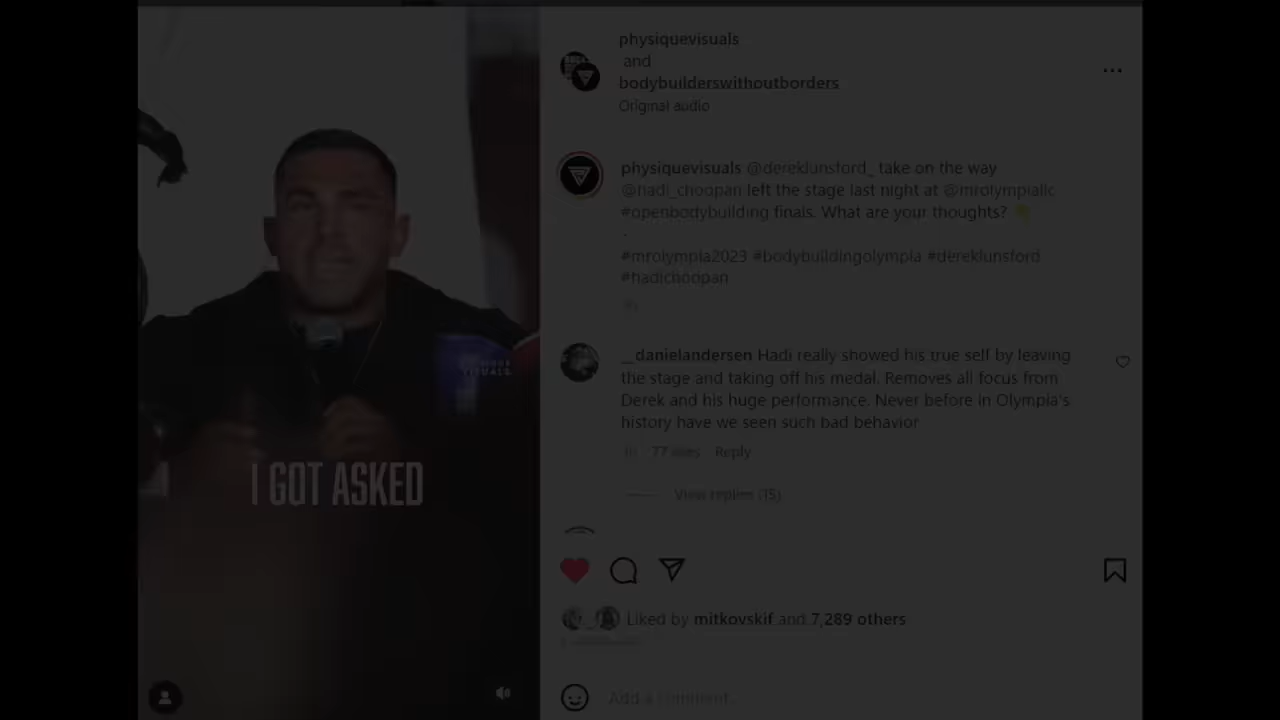 physiquevisuals
and
bodybuilderswithoutborders
Original audio
physiquevisuals @dereklunsford_ take on the way
@hadi_choopan left the stage last night at @mrolympiallc
#openbodybuilding finals. What are your thoughts? 👇
.
#mrolympia2023 #bodybuildingolympia #dereklunsford
#hadichoopan
__danielandersen Hadi really showed his true self by leaving
the stage and taking off his medal. Removes all focus from
Derek and his huge performance. Never before in Olympia's
history have we seen such bad behavior
77 likes Reply
View replies (15)
VISUALS
I GOT ASKED
Liked by mitkovskif and 7,289 others
Add a comment...